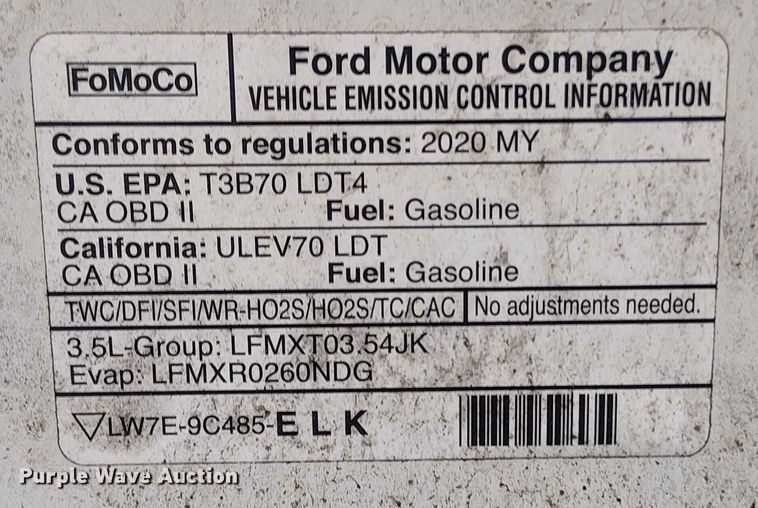 FoMoCo
Ford Motor Company
VEHICLE EMISSION CONTROL INFORMATION
Conforms to regulations: 2020 MY
U.S. EPA: T3B70 LDT4
CA OBD II Fuel: Gasoline
California: ULEV70 LDT
CA OBD II Fuel: Gasoline
TWC/DFI/SFI/WR-HO2S/HO2S/TC/CAC No adjustments needed.
3.5L-Group: LFMXT03.54JK
Evap: LFMXR0260NDG
▽LW7E-9C485-E L K
Purple Wave Auction